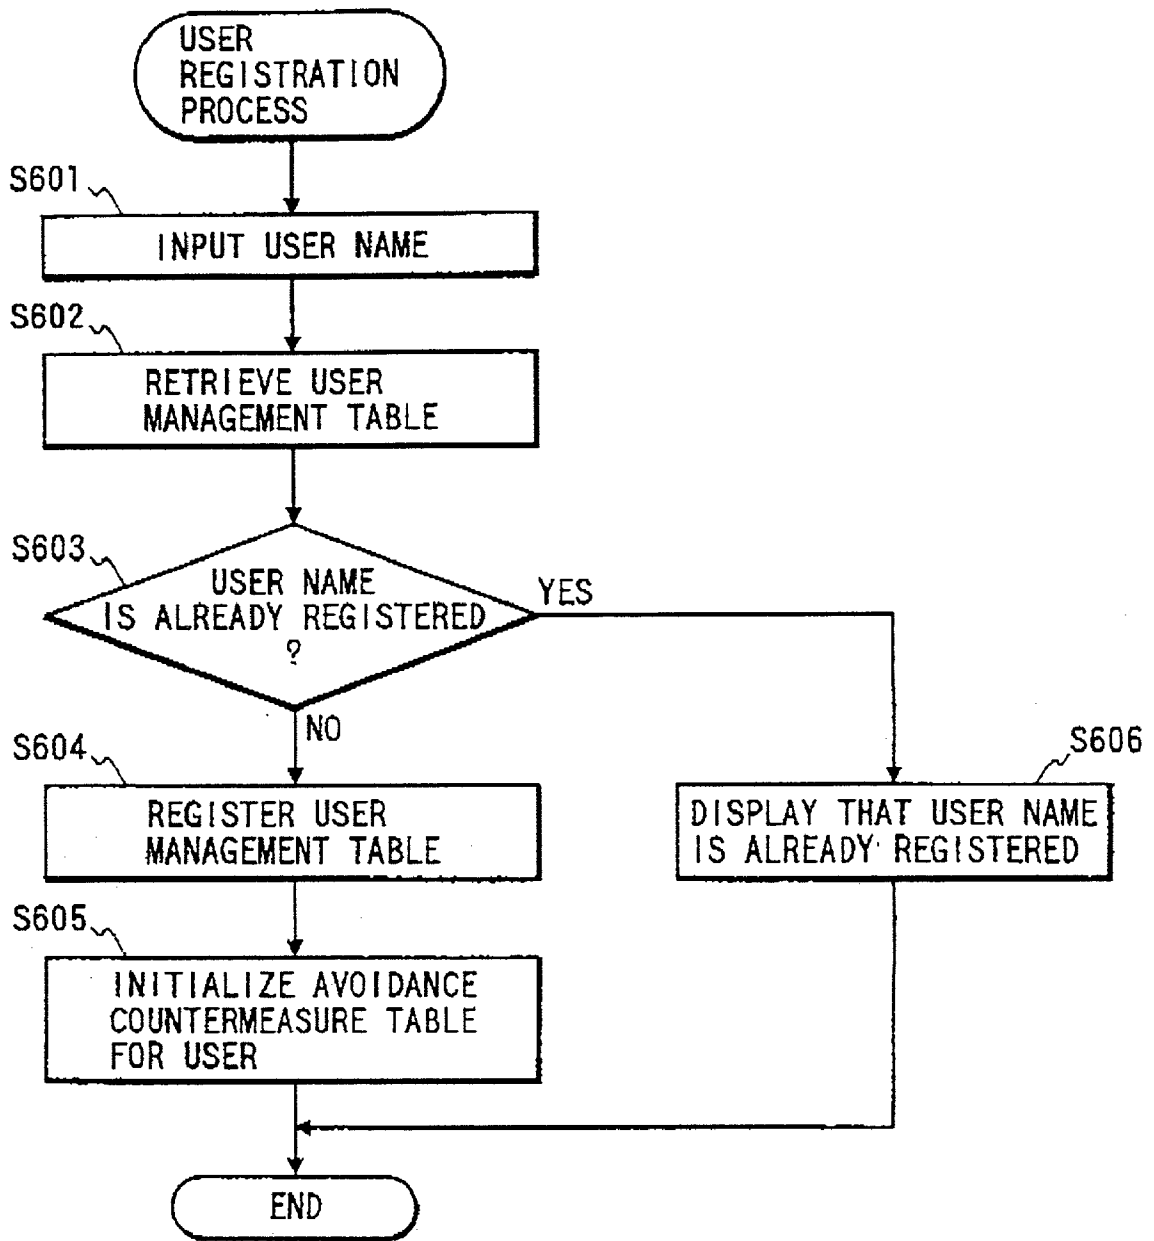 USER
REGISTRATION
PROCESS
S601
INPUT USER NAME
S602
RETRIEVE USER
MANAGEMENT TABLE
S603
USER NAME
IS ALREADY REGISTERED
?
YES
NO
S604
REGISTER USER
MANAGEMENT TABLE
S606
DISPLAY THAT USER NAME
IS ALREADY REGISTERED
S605
INITIALIZE AVOIDANCE
COUNTERMEASURE TABLE
FOR USER
END